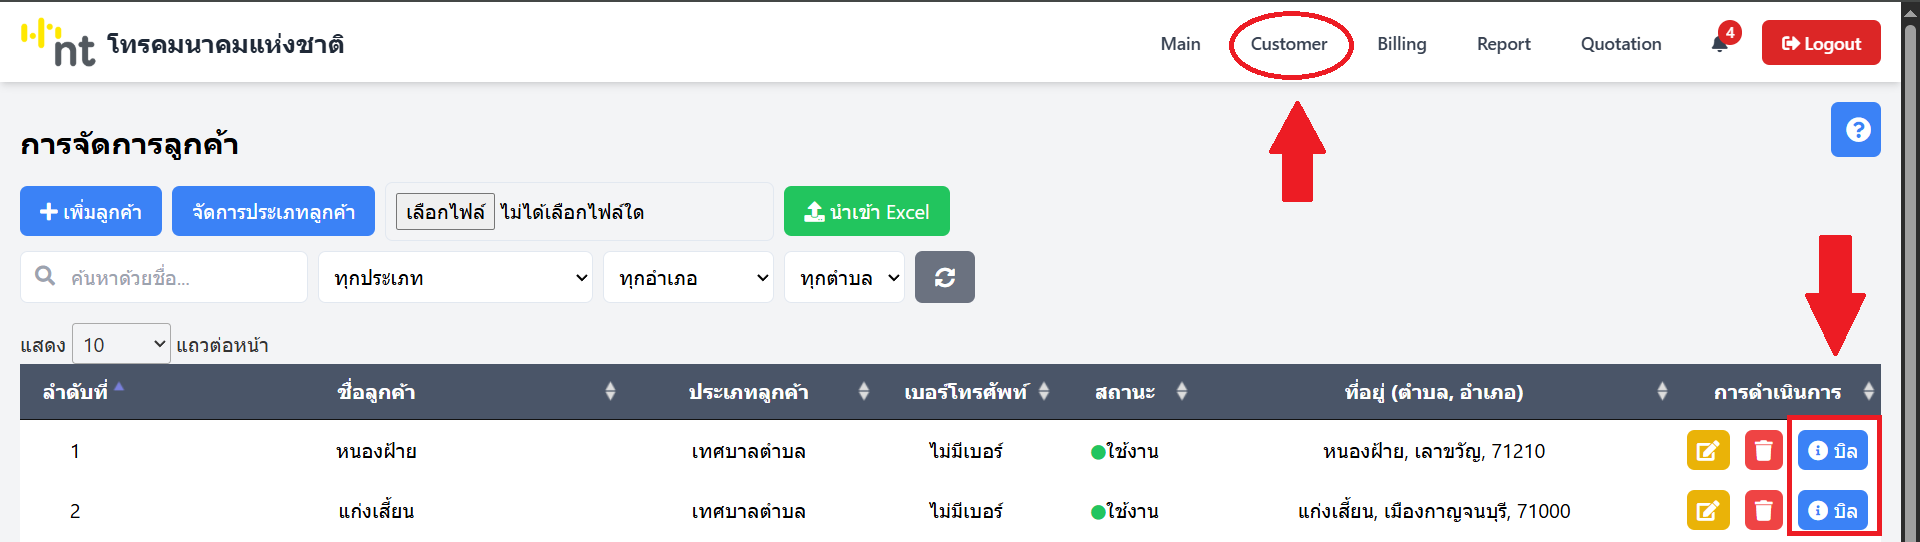 nt โทรคมนาคมแห่งชาติ Main Customer Billing Report Quotation 4 Logout
การจัดการลูกค้า
เพิ่มลูกค้า จัดการประเภทลูกค้า เลือกไฟล์ ไม่ได้เลือกไฟล์ใด นำเข้า Excel
ค้นหาด้วยชื่อ... ทุกประเภท ทุกอำเภอ ทุกตำบล
แสดง 10 แถวต่อหน้า
ลำดับที่ ชื่อลูกค้า ประเภทลูกค้า เบอร์โทรศัพท์ สถานะ ที่อยู่ (ตำบล, อำเภอ) การดำเนินการ
1 หนองฝ้าย เทศบาลตำบล ไม่มีเบอร์ ใช้งาน หนองฝ้าย, เลาขวัญ, 71210 บิล
2 แก่งเสี้ยน เทศบาลตำบล ไม่มีเบอร์ ใช้งาน แก่งเสี้ยน, เมืองกาญจนบุรี, 71000 บิล